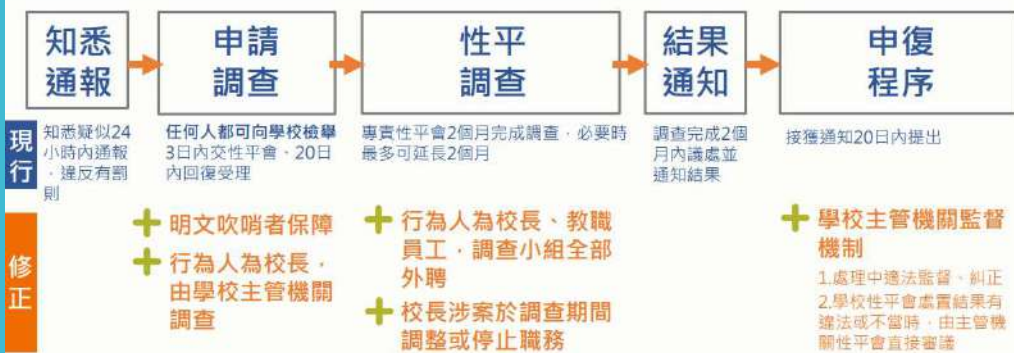 知悉
通報
申請
調查
性平
調查
結果
通知
申復
程序
現行
知悉疑似24
小時內通報
，違反有罰
則
任何人都可向學校檢舉
3日內交性平會、20日
內回復受理
專責性平會2個月完成調查，必要時
最多可延長2個月
調查完成2個
月內議處並
通知結果
接獲通知20日內提出
修正
明文吹哨者保障
行為人為校長，
由學校主管機關
調查
行為人為校長、教職
員工，調查小組全部
外聘
校長涉案於調查期間
調整或停止職務
學校主管機關監督
機制
1.處理中適法監督、糾正
2.學校性平會處置結果有
違法或不當時，由主管機
關性平會直接審議